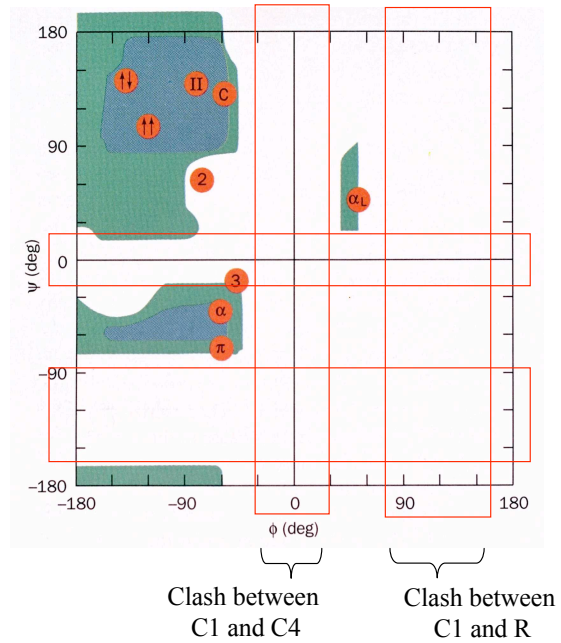 180
90
0
−90
−180
ψ (deg)
↑↓
II
C
↑↑
2
αL
3
α
π
−180
−90
0
90
180
ϕ (deg)
Clash between
C1 and C4
Clash between
C1 and R